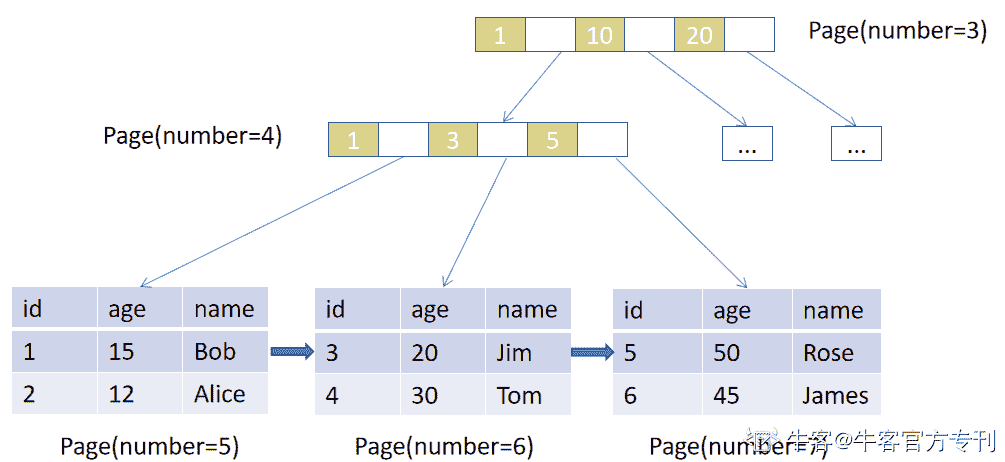 1 10 20 Page(number=3)
Page(number=4) 1 3 5 ... ...
id age name id age name id age name
1 15 Bob 3 20 Jim 5 50 Rose
2 12 Alice 4 30 Tom 6 45 James
Page(number=5) Page(number=6) Page(number=7)
牛客@牛客官方专刊